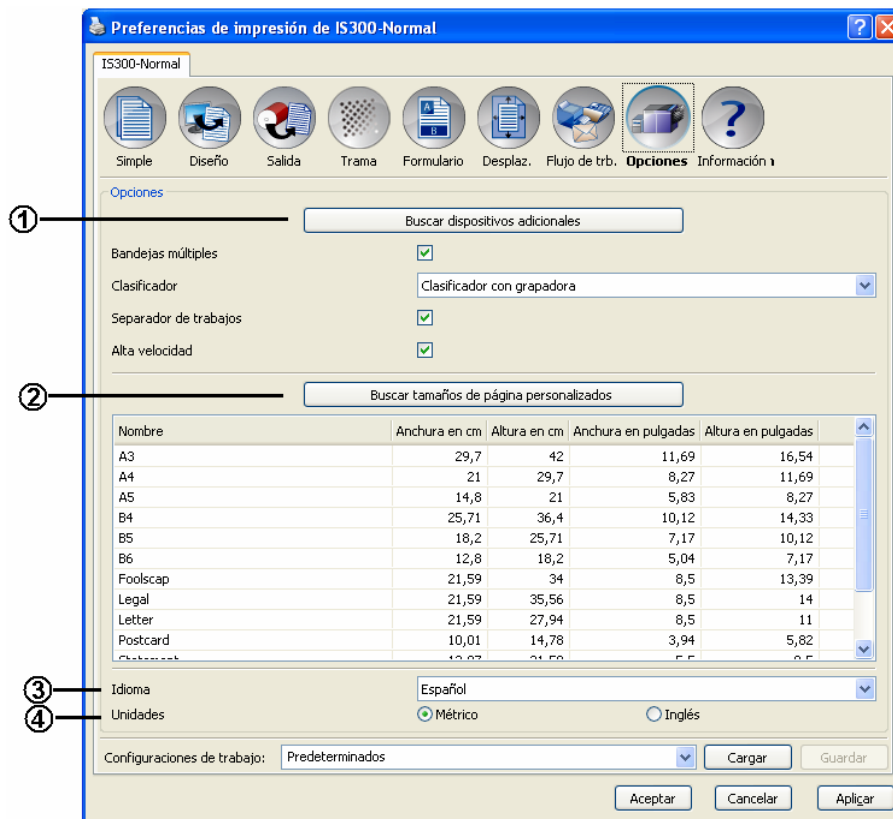 Preferencias de impresión de IS300-Normal
IS300-Normal
A
B
Simple Diseño Salida Trama Formulario Desplaz. Flujo de trb. Opciones Información
Opciones
1 Buscar dispositivos adicionales
Bandejas múltiples
Clasificador Clasificador con grapadora
Separador de trabajos
Alta velocidad
2 Buscar tamaños de página personalizados
Nombre Anchura en cm Altura en cm Anchura en pulgadas Altura en pulgadas
A3 29,7 42 11,69 16,54
A4 21 29,7 8,27 11,69
A5 14,8 21 5,83 8,27
B4 25,71 36,4 10,12 14,33
B5 18,2 25,71 7,17 10,12
B6 12,8 18,2 5,04 7,17
Foolscap 21,59 34 8,5 13,39
Legal 21,59 35,56 8,5 14
Letter 21,59 27,94 8,5 11
Postcard 10,01 14,78 3,94 5,82
3 Idioma Español
4 Unidades Métrico Inglés
Configuraciones de trabajo: Predeterminados Cargar Guardar
Aceptar Cancelar Aplicar